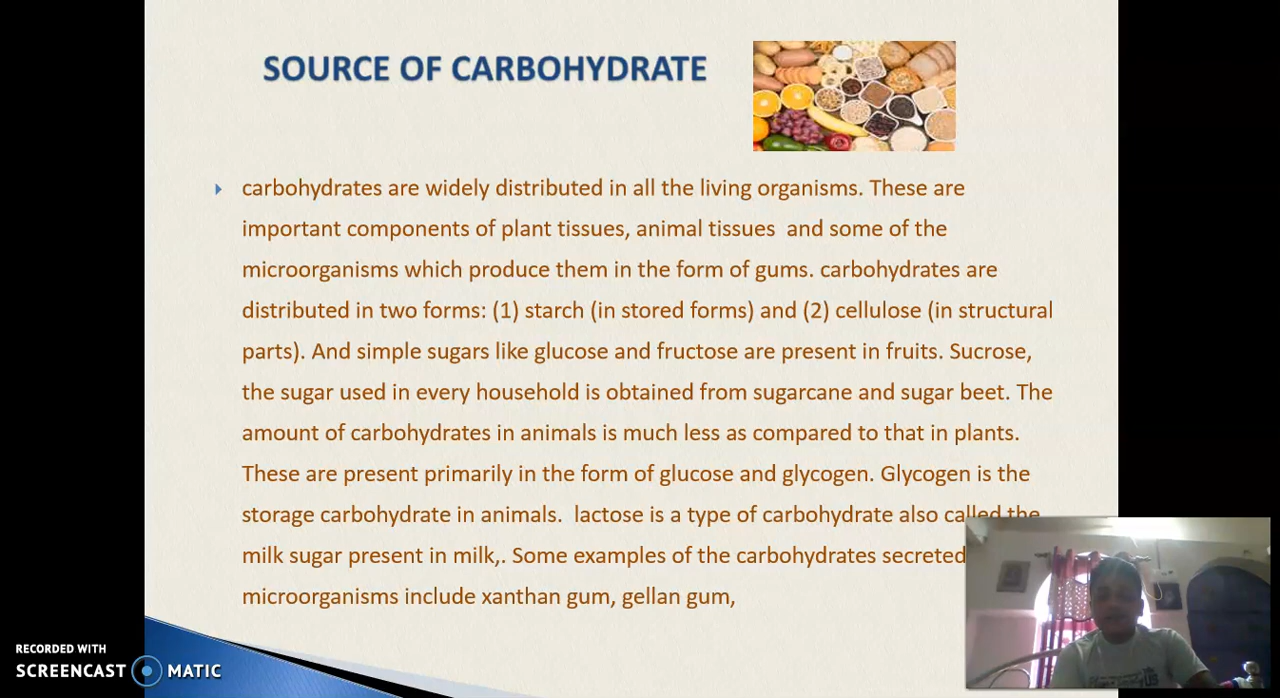 SOURCE OF CARBOHYDRATE
carbohydrates are widely distributed in all the living organisms. These are
important components of plant tissues, animal tissues  and some of the
microorganisms which produce them in the form of gums. carbohydrates are
distributed in two forms: (1) starch (in stored forms) and (2) cellulose (in structural
parts). And simple sugars like glucose and fructose are present in fruits. Sucrose,
the sugar used in every household is obtained from sugarcane and sugar beet. The
amount of carbohydrates in animals is much less as compared to that in plants.
These are present primarily in the form of glucose and glycogen. Glycogen is the
storage carbohydrate in animals.  lactose is a type of carbohydrate also called the
milk sugar present in milk,. Some examples of the carbohydrates secreted
microorganisms include xanthan gum, gellan gum,
RECORDED WITH
SCREENCAST MATIC